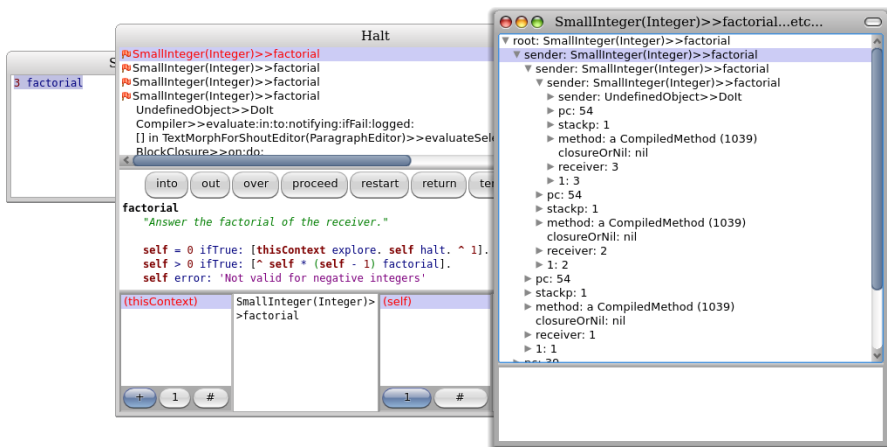 S
3 factorial
Halt
SmallInteger(Integer)>>factorial
SmallInteger(Integer)>>factorial
SmallInteger(Integer)>>factorial
SmallInteger(Integer)>>factorial
UndefinedObject>>DoIt
Compiler>>evaluate:in:to:notifying:ifFail:logged:
[] in TextMorphForShoutEditor(ParagraphEditor)>>evaluateSel
BlockClosure>>on:do:
into out over proceed restart return te
factorial
"Answer the factorial of the receiver."
self = 0 ifTrue: [thisContext explore. self halt. ^ 1].
self > 0 ifTrue: [^ self * (self - 1) factorial].
self error: 'Not valid for negative integers'
(thisContext)
+ 1 #
SmallInteger(Integer)>
>factorial
(self)
1 #
SmallInteger(Integer)>>factorial...etc...
root: SmallInteger(Integer)>>factorial
sender: SmallInteger(Integer)>>factorial
sender: SmallInteger(Integer)>>factorial
sender: SmallInteger(Integer)>>factorial
sender: UndefinedObject>>DoIt
pc: 54
stackp: 1
method: a CompiledMethod (1039)
closureOrNil: nil
receiver: 3
1: 3
pc: 54
stackp: 1
method: a CompiledMethod (1039)
closureOrNil: nil
receiver: 2
1: 2
pc: 54
stackp: 1
method: a CompiledMethod (1039)
closureOrNil: nil
receiver: 1
1: 1
pc: 39